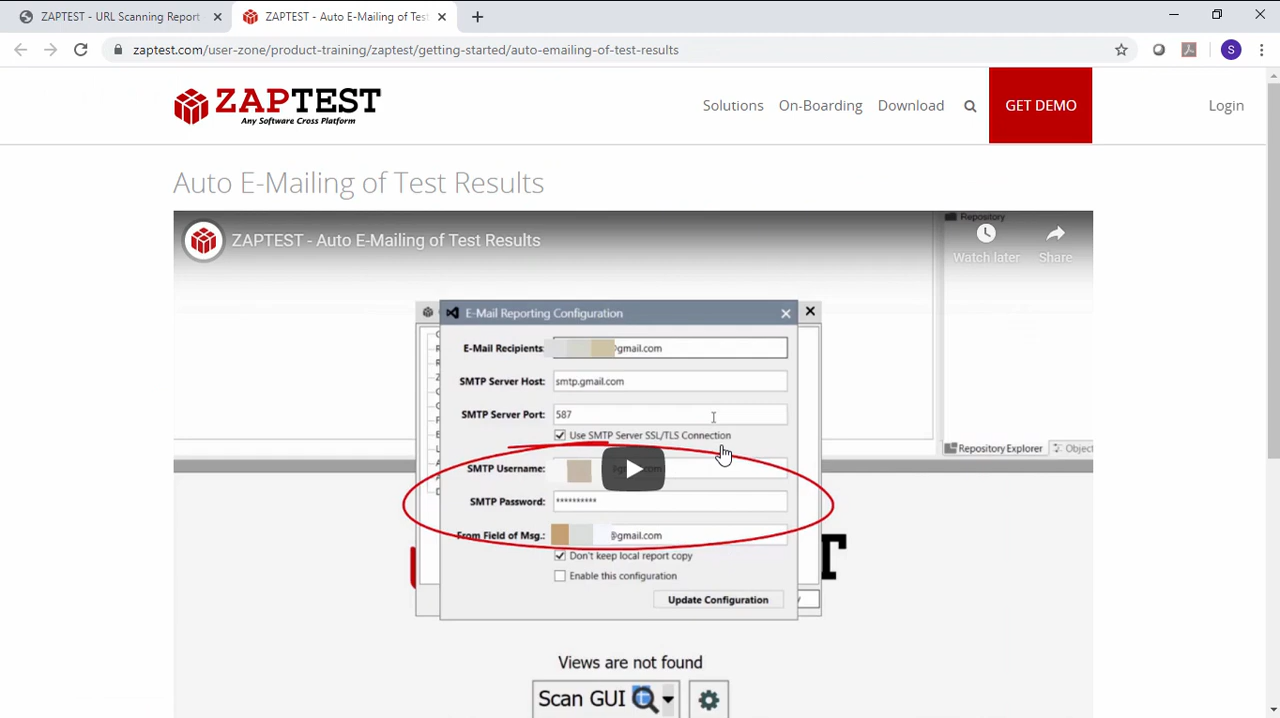 ZAPTEST - URL Scanning Report
ZAPTEST - Auto E-Mailing of Test
zaptest.com/user-zone/product-training/zaptest/getting-started/auto-emailing-of-test-results
S
ZAPTEST
Any Software Cross Platform
Solutions On-Boarding Download GET DEMO Login
Auto E-Mailing of Test Results
ZAPTEST - Auto E-Mailing of Test Results
Repository
Watch later Share
E-Mail Reporting Configuration
E-Mail Recipients: @gmail.com
SMTP Server Host: smtp.gmail.com
SMTP Server Port: 587
Use SMTP Server SSL/TLS Connection
Repository Explorer Object
SMTP Username:
SMTP Password: **********
From Field of Msg.: @gmail.com
Don't keep local report copy
Enable this configuration
Update Configuration
Views are not found
Scan GUI